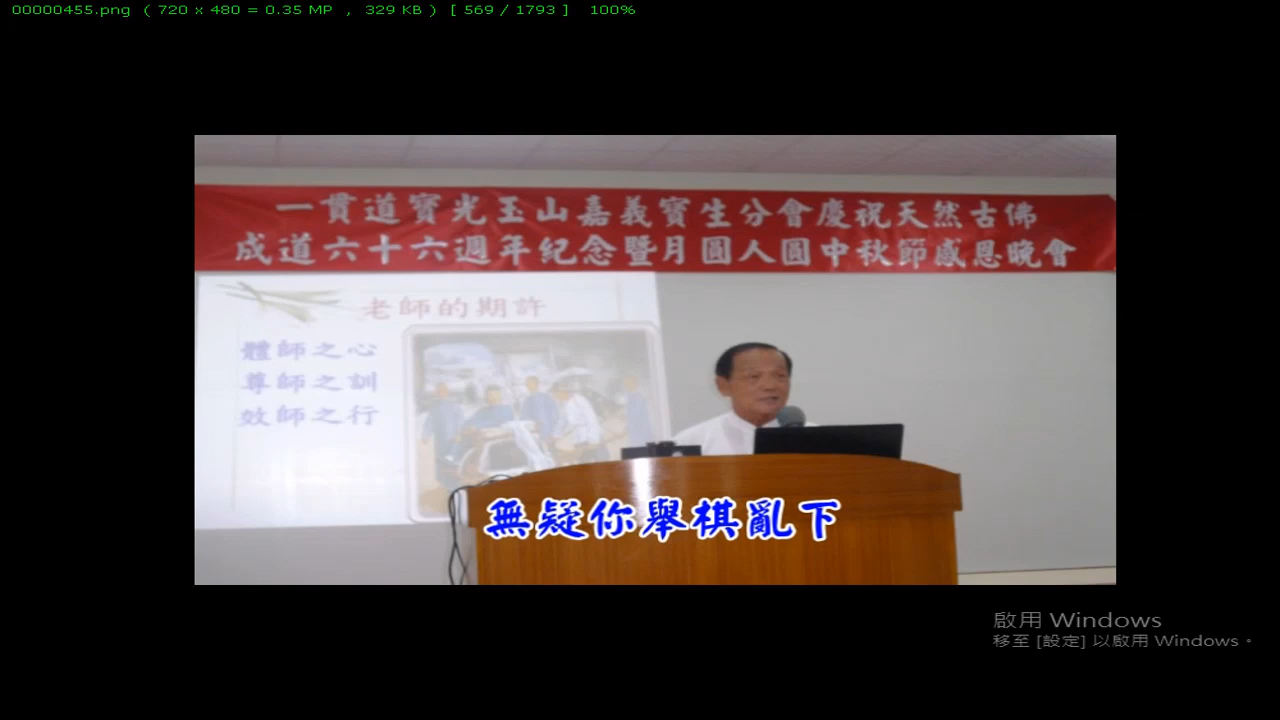 00000455.png ( 720 x 480 = 0.35 MP , 329 KB ) [ 569 / 1793 ] 100%
一貫道寶光玉山嘉義寶生分會慶祝天然古佛
成道六十六週年紀念暨月圓人圓中秋節感恩晚會
老師的期許
體師之心
尊師之訓
效師之行
無疑你舉棋亂下
啟用 Windows
移至 [設定] 以啟用 Windows。